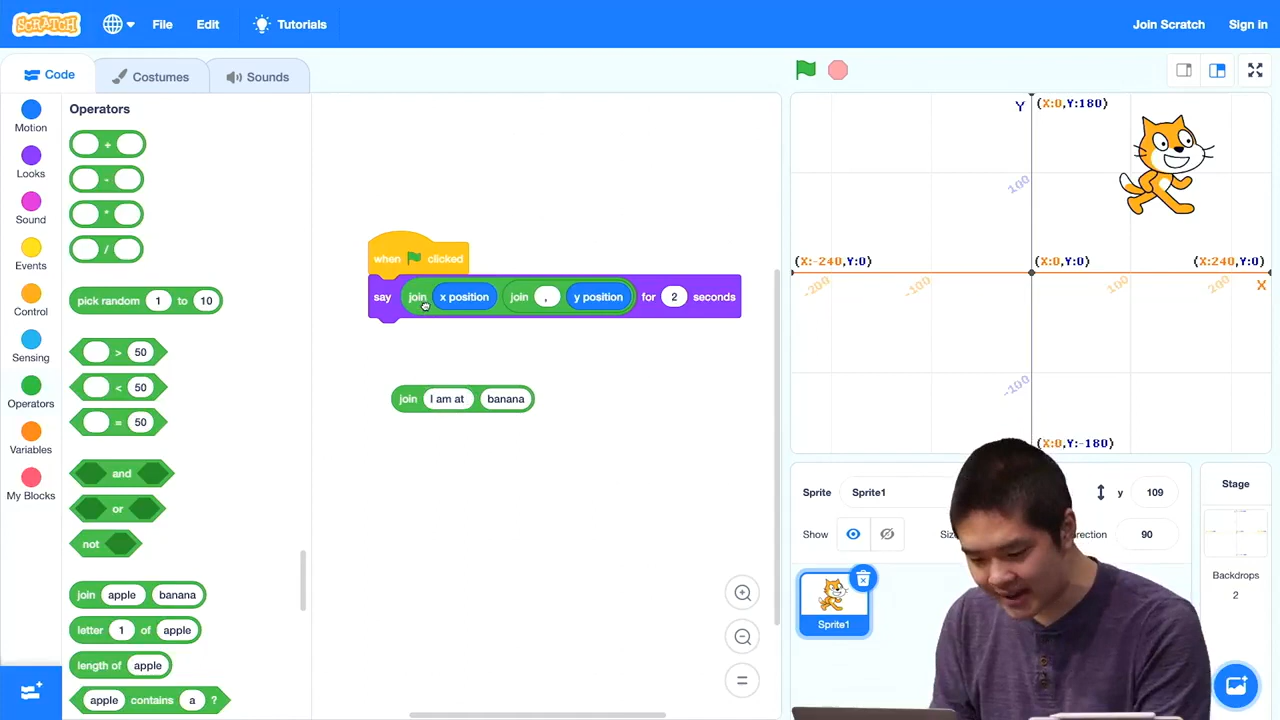 SCRATCH
File
Edit
Tutorials
Join Scratch
Sign in
Code
Costumes
Sounds
Motion
Looks
Sound
Events
Control
Sensing
Operators
Variables
My Blocks
Operators
+
-
*
/
pick random 1 to 10
> 50
< 50
= 50
and
or
not
join apple banana
letter 1 of apple
length of apple
apple contains a ?
when clicked
say join x position join , y position for 2 seconds
join I am at banana
Y
(X:0,Y:180)
100
(X:-240,Y:0)
(X:0,Y:0)
(X:240,Y:0)
-200
-100
100
200
X
-100
(X:0,Y:-180)
Sprite
Sprite1
y
109
Show
90
Sprite1
Stage
Backdrops
2